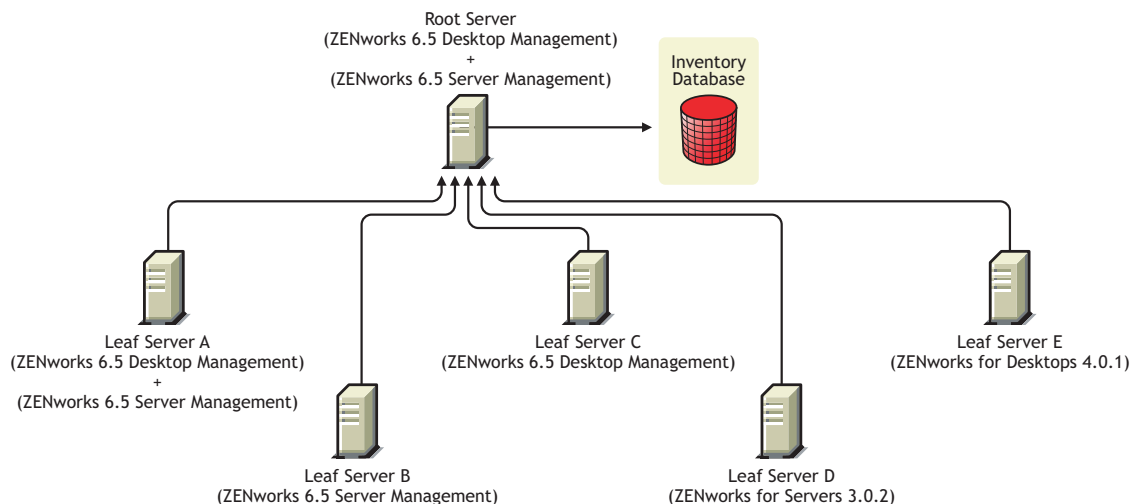 Root Server
(ZENworks 6.5 Desktop Management)
+
(ZENworks 6.5 Server Management)
Inventory
Database
Leaf Server A
(ZENworks 6.5 Desktop Management)
+
(ZENworks 6.5 Server Management)
Leaf Server C
(ZENworks 6.5 Desktop Management)
Leaf Server E
(ZENworks for Desktops 4.0.1)
Leaf Server B
(ZENworks 6.5 Server Management)
Leaf Server D
(ZENworks for Servers 3.0.2)